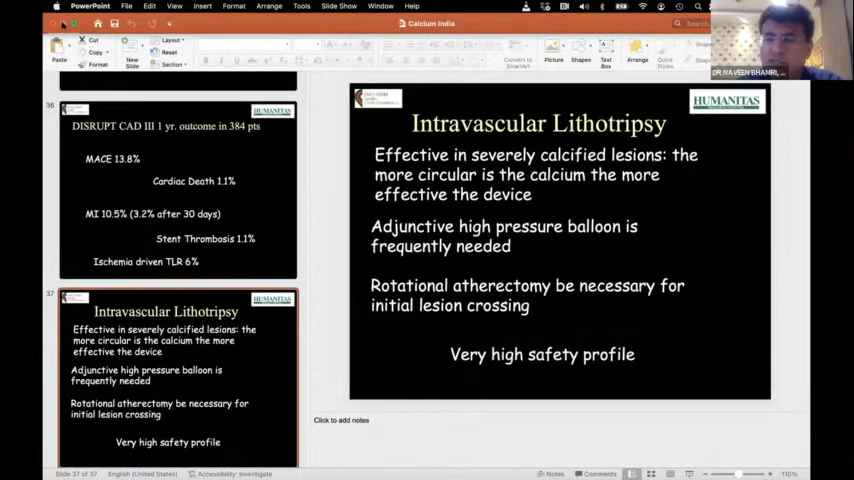 PowerPoint File Edit View Insert Format Arrange Tools Slide Show Window Help
Calcium India
Search
Paste
Cut
Copy
Format
New
Slide
Layout
Reset
Section
Convert to
SmartArt
Picture
Shapes
Text
Box
Arrange
Quick
Styles
DR NAVEEN BHAMRI, ...
36
HUMANITAS
DISRUPT CAD III 1 yr. outcome in 384 pts
MACE 13.8%
Cardiac Death 1.1%
MI 10.5% (3.2% after 30 days)
Stent Thrombosis 1.1%
Ischemia driven TLR 6%
37
HUMANITAS
Intravascular Lithotripsy
Effective in severely calcified lesions: the
more circular is the calcium the more
effective the device
Adjunctive high pressure balloon is
frequently needed
Rotational atherectomy be necessary for
initial lesion crossing
Very high safety profile
HUMANITAS
Intravascular Lithotripsy
Effective in severely calcified lesions: the
more circular is the calcium the more
effective the device
Adjunctive high pressure balloon is
frequently needed
Rotational atherectomy be necessary for
initial lesion crossing
Very high safety profile
Click to add notes
Slide 37 of 37 English (United States) Accessibility: Investigate
Notes Comments 110%